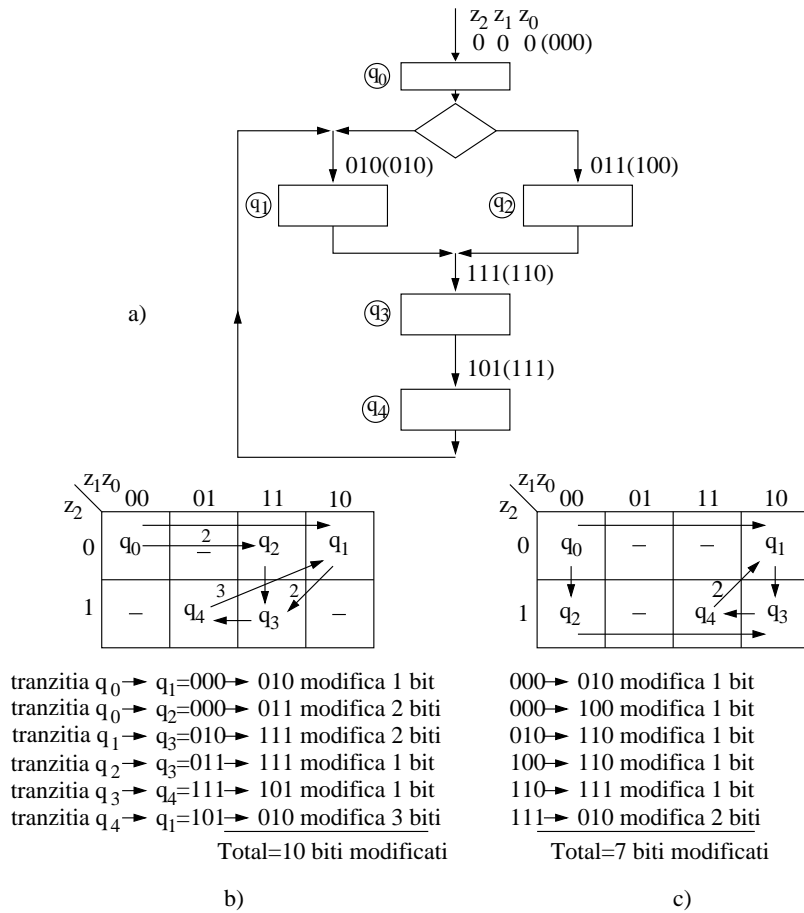 z2 z1 z0
0 0 0(000)
q0
010(010)
011(100)
q1
q2
111(110)
a)
q3
101(111)
q4
z1z0
z2
00 01 11 10
0
q0
2
–
q2
q1
3
2
1
–
q4
q3
–
z1z0
z2
00 01 11 10
0
q0
–
–
q1
2
1
q2
–
q4
q3
tranzitia q0 → q1=000 → 010 modifica 1 bit
tranzitia q0 → q2=000 → 011 modifica 2 biti
tranzitia q1 → q3=010 → 111 modifica 2 biti
tranzitia q2 → q3=011 → 111 modifica 1 bit
tranzitia q3 → q4=111 → 101 modifica 1 bit
tranzitia q4 → q1=101 → 010 modifica 3 biti
Total=10 biti modificati
b)
000 → 010 modifica 1 bit
000 → 100 modifica 1 bit
010 → 110 modifica 1 bit
100 → 110 modifica 1 bit
110 → 111 modifica 1 bit
111 → 010 modifica 2 biti
Total=7 biti modificati
c)